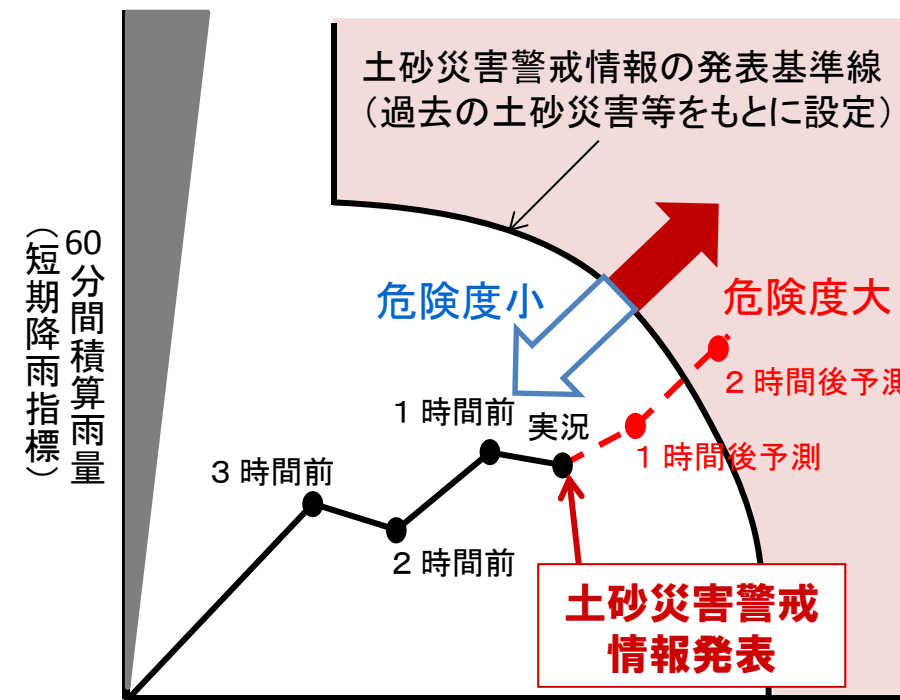 土砂災害警戒情報の発表基準線
（過去の土砂災害等をもとに設定）
60分間積算雨量
（短期降雨指標）
危険度小
危険度大
２時間後予測
１時間前
実況
１時間後予測
３時間前
２時間前
土砂災害警戒
情報発表